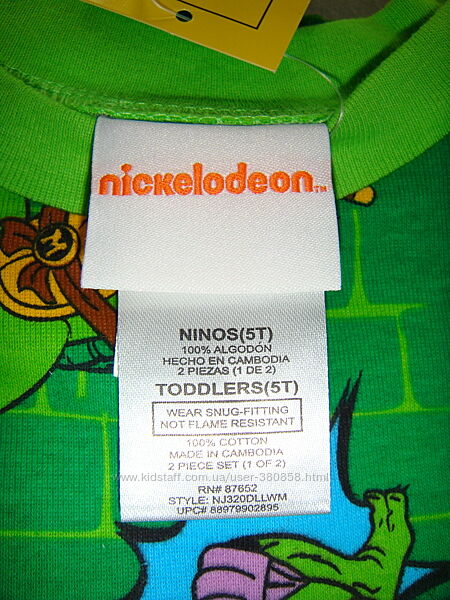 nickelodeon™
M
NINOS(5T)
100% ALGODÓN
HECHO EN CAMBODIA
2 PIEZAS (1 DE 2)
TODDLERS(5T)
WEAR SNUG-FITTING
NOT FLAME RESISTANT
100% COTTON
MADE IN CAMBODIA
2 PIECE SET (1 OF 2)
www.kidstaff.com.ua/user-380858.html
RN# 87652
STYLE: NJ320DLLWM
UPC# 88979902895